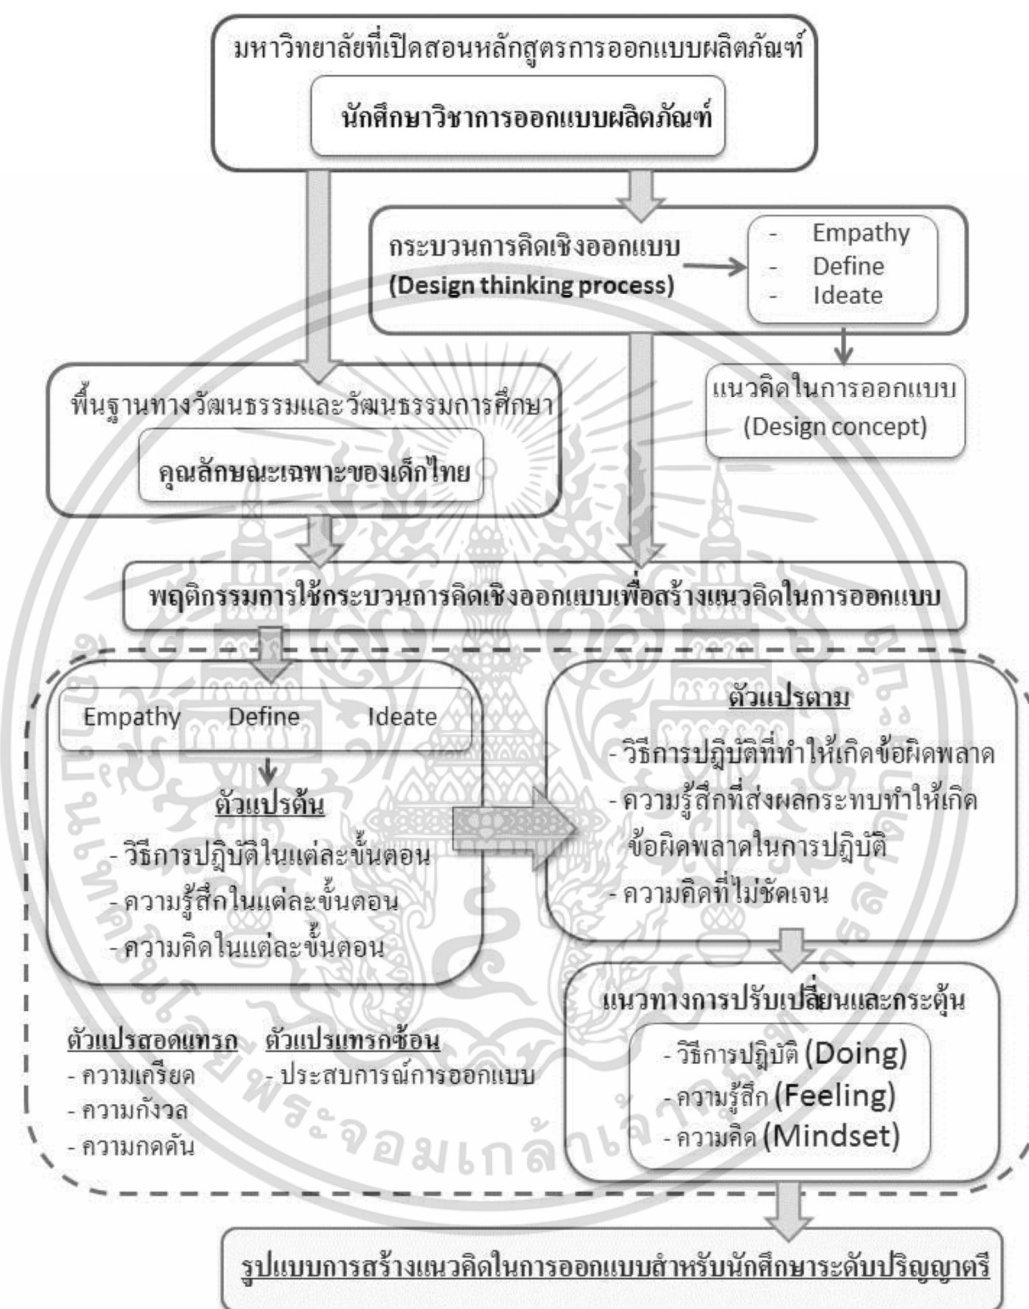 มหาวิทยาลัยที่เปิดสอนหลักสูตรการออกแบบผลิตภัณฑ์
นักศึกษาวิชาการออกแบบผลิตภัณฑ์
กระบวนการคิดเชิงออกแบบ
(Design thinking process)
- Empathy
- Define
- Ideate
พื้นฐานทางวัฒนธรรมและวัฒนธรรมการศึกษา
คุณลักษณะเฉพาะของเด็กไทย
แนวคิดในการออกแบบ
(Design concept)
พฤติกรรมการใช้กระบวนการคิดเชิงออกแบบเพื่อสร้างแนวคิดในการออกแบบ
Empathy Define Ideate
ตัวแปรต้น
- วิธีการปฏิบัติในแต่ละขั้นตอน
- ความรู้สึกในแต่ละขั้นตอน
- ความคิดในแต่ละขั้นตอน
ตัวแปรตาม
- วิธีการปฏิบัติที่ทำให้เกิดข้อผิดพลาด
- ความรู้สึกที่ส่งผลกระทบทำให้เกิด
ข้อผิดพลาดในการปฏิบัติ
- ความคิดที่ไม่ชัดเจน
แนวทางการปรับเปลี่ยนและกระตุ้น
- วิธีการปฏิบัติ (Doing)
- ความรู้สึก (Feeling)
- ความคิด (Mindset)
ตัวแปรสอดแทรก
- ความเครียด
- ความกังวล
- ความกดดัน
ตัวแปรแทรกซ้อน
- ประสบการณ์การออกแบบ
รูปแบบการสร้างแนวคิดในการออกแบบสำหรับนักศึกษาระดับปริญญาตรี
พระจอมเกล้าเจ้า